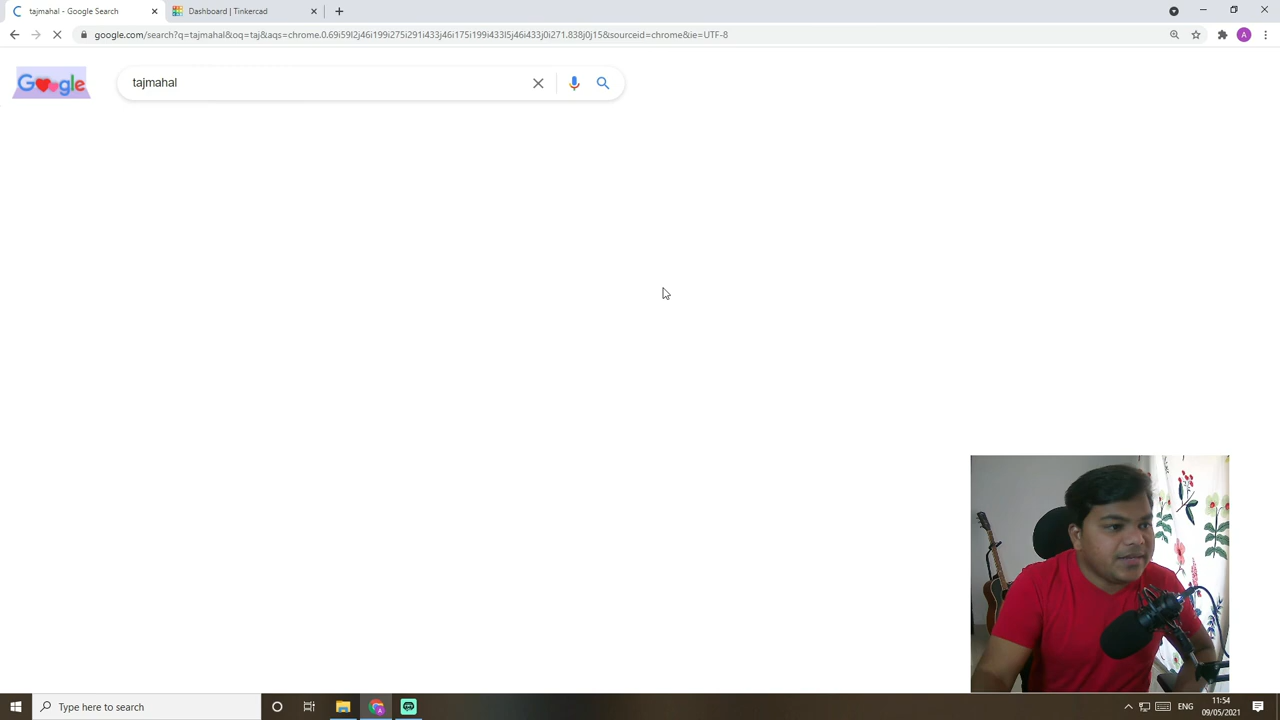 tajmahal - Google Search
Dashboard | Tinkercad
google.com/search?q=tajmahal&oq=taj&aqs=chrome.0.69i59l2j46i199i275i291i433j46i175i199i433l5j46i433j0i271.838j0j15&sourceid=chrome&ie=UTF-8
A
Google
tajmahal
Type here to search
ENG
11:54
09/05/2021